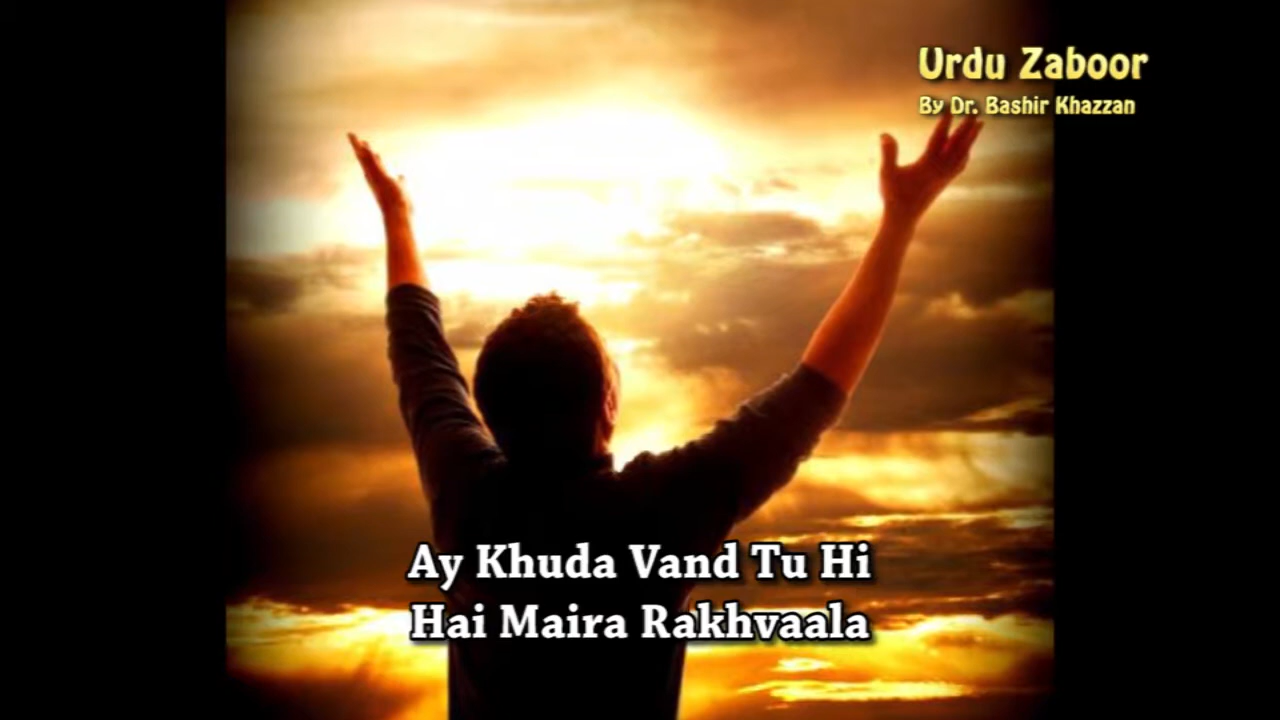 Urdu Zaboor
By Dr. Bashir Khazzan
Ay Khuda Vand Tu Hi
Hai Maira Rakhvaala